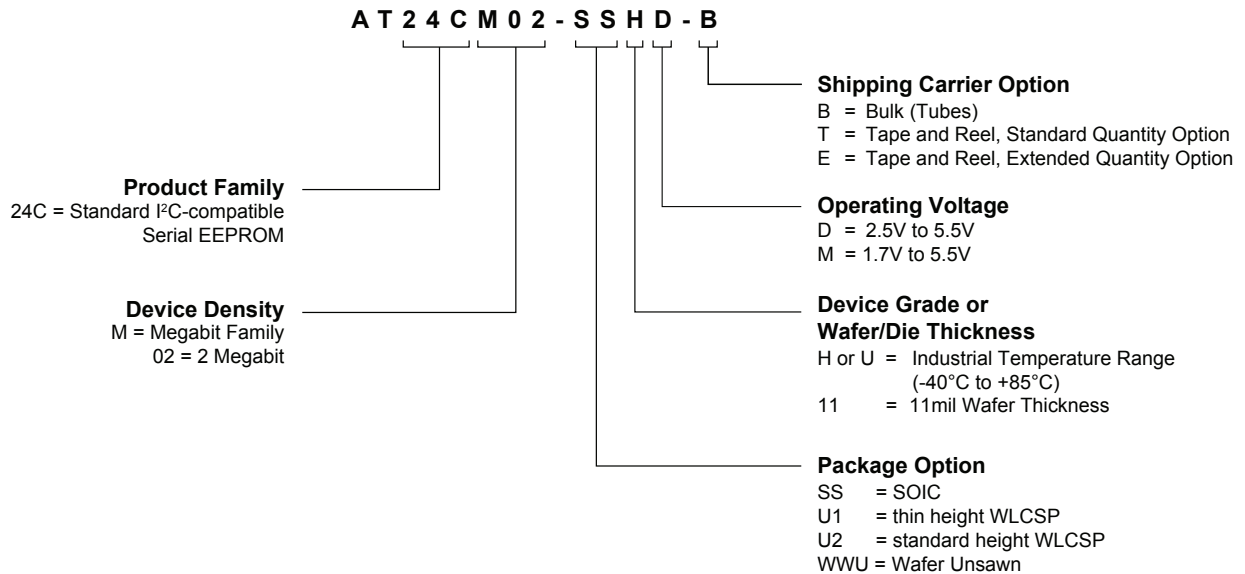 AT24CM02-SSHD-B
Shipping Carrier Option
B = Bulk (Tubes)
T = Tape and Reel, Standard Quantity Option
E = Tape and Reel, Extended Quantity Option
Product Family
24C = Standard I²C-compatible
Serial EEPROM
Operating Voltage
D = 2.5V to 5.5V
M = 1.7V to 5.5V
Device Density
M = Megabit Family
02 = 2 Megabit
Device Grade or
Wafer/Die Thickness
H or U = Industrial Temperature Range
(-40°C to +85°C)
11 = 11mil Wafer Thickness
Package Option
SS = SOIC
U1 = thin height WLCSP
U2 = standard height WLCSP
WWU = Wafer Unsawn